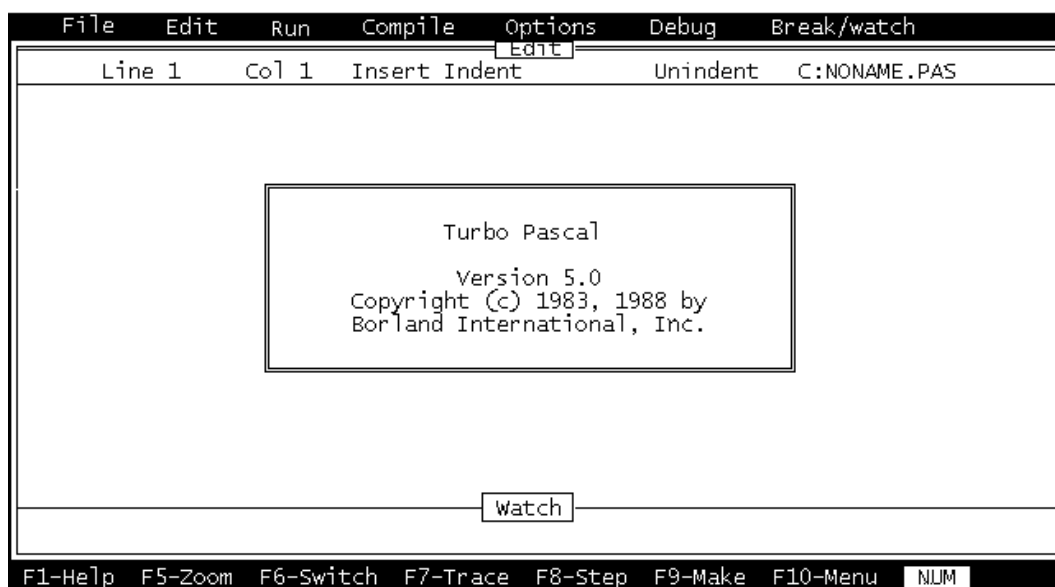 File Edit Run Compile Options Debug Break/watch
Edit
Line 1 Col 1 Insert Indent Unindent C:NONAME.PAS
Turbo Pascal
Version 5.0
Copyright (c) 1983, 1988 by
Borland International, Inc.
Watch
F1-Help F5-Zoom F6-Switch F7-Trace F8-Step F9-Make F10-Menu NUM